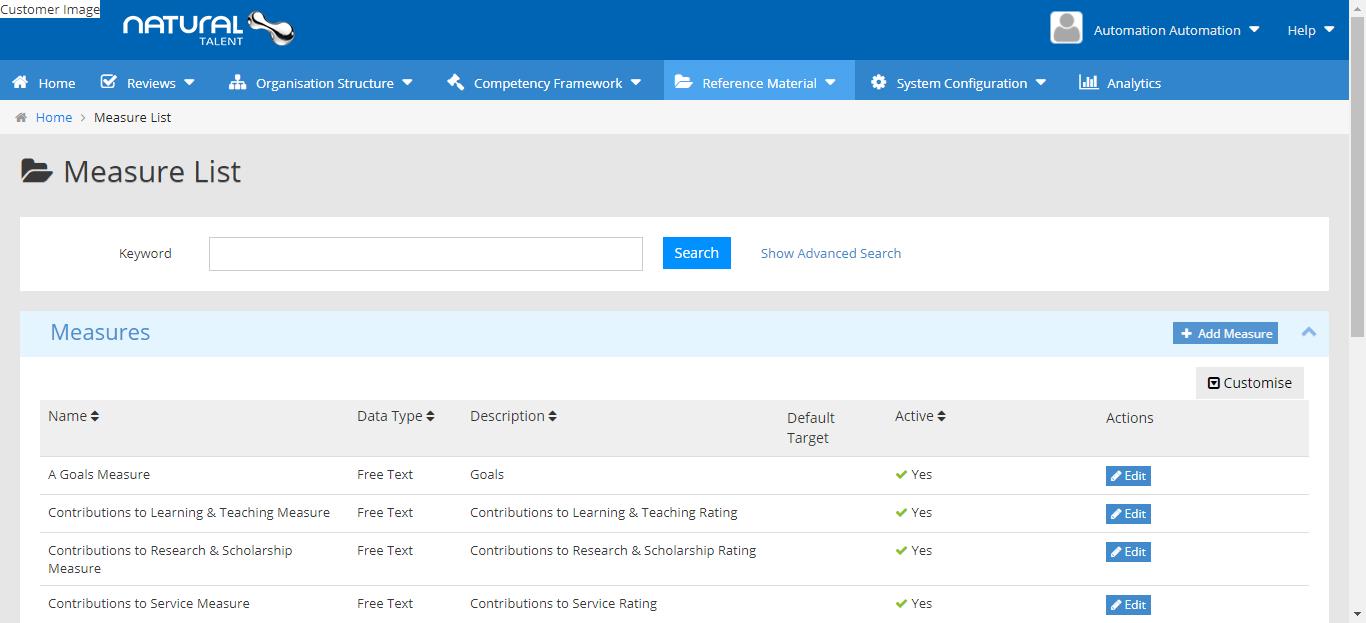 Customer Image
NATURAL
TALENT
Automation Automation
Help
Home
Reviews
Organisation Structure
Competency Framework
Reference Material
System Configuration
Analytics
Home > Measure List
Measure List
Keyword
Search
Show Advanced Search
Measures
+ Add Measure
Customise
Name Data Type Description Default Target Active Actions
A Goals Measure Free Text Goals Yes Edit
Contributions to Learning & Teaching Measure Free Text Contributions to Learning & Teaching Rating Yes Edit
Contributions to Research & Scholarship Measure Free Text Contributions to Research & Scholarship Rating Yes Edit
Contributions to Service Measure Free Text Contributions to Service Rating Yes Edit